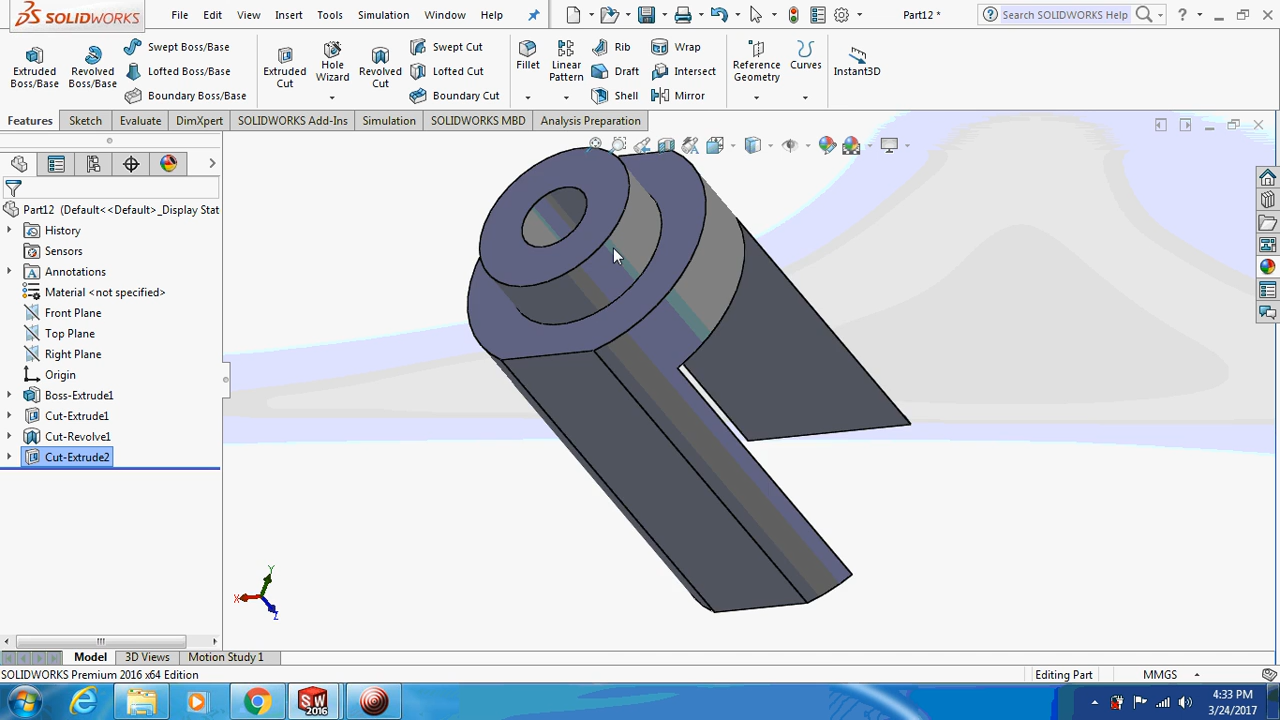 SOLIDWORKS File Edit View Insert Tools Simulation Window Help Part12 * Search SOLIDWORKS Help
Extruded Boss/Base
Revolved Boss/Base
Swept Boss/Base
Lofted Boss/Base
Boundary Boss/Base
Extruded Cut
Hole Wizard
Revolved Cut
Swept Cut
Lofted Cut
Boundary Cut
Fillet
Linear Pattern
Rib
Draft
Shell
Wrap
Intersect
Mirror
Reference Geometry
Curves
Instant3D
Features Sketch Evaluate DimXpert SOLIDWORKS Add-Ins Simulation SOLIDWORKS MBD Analysis Preparation
Part12 (Default<<Default>_Display Stat
History
Sensors
Annotations
Material <not specified>
Front Plane
Top Plane
Right Plane
Origin
Boss-Extrude1
Cut-Extrude1
Cut-Revolve1
Cut-Extrude2
Y
X
Z
Model 3D Views Motion Study 1
SOLIDWORKS Premium 2016 x64 Edition Editing Part MMGS
SW
2016
4:33 PM
3/24/2017